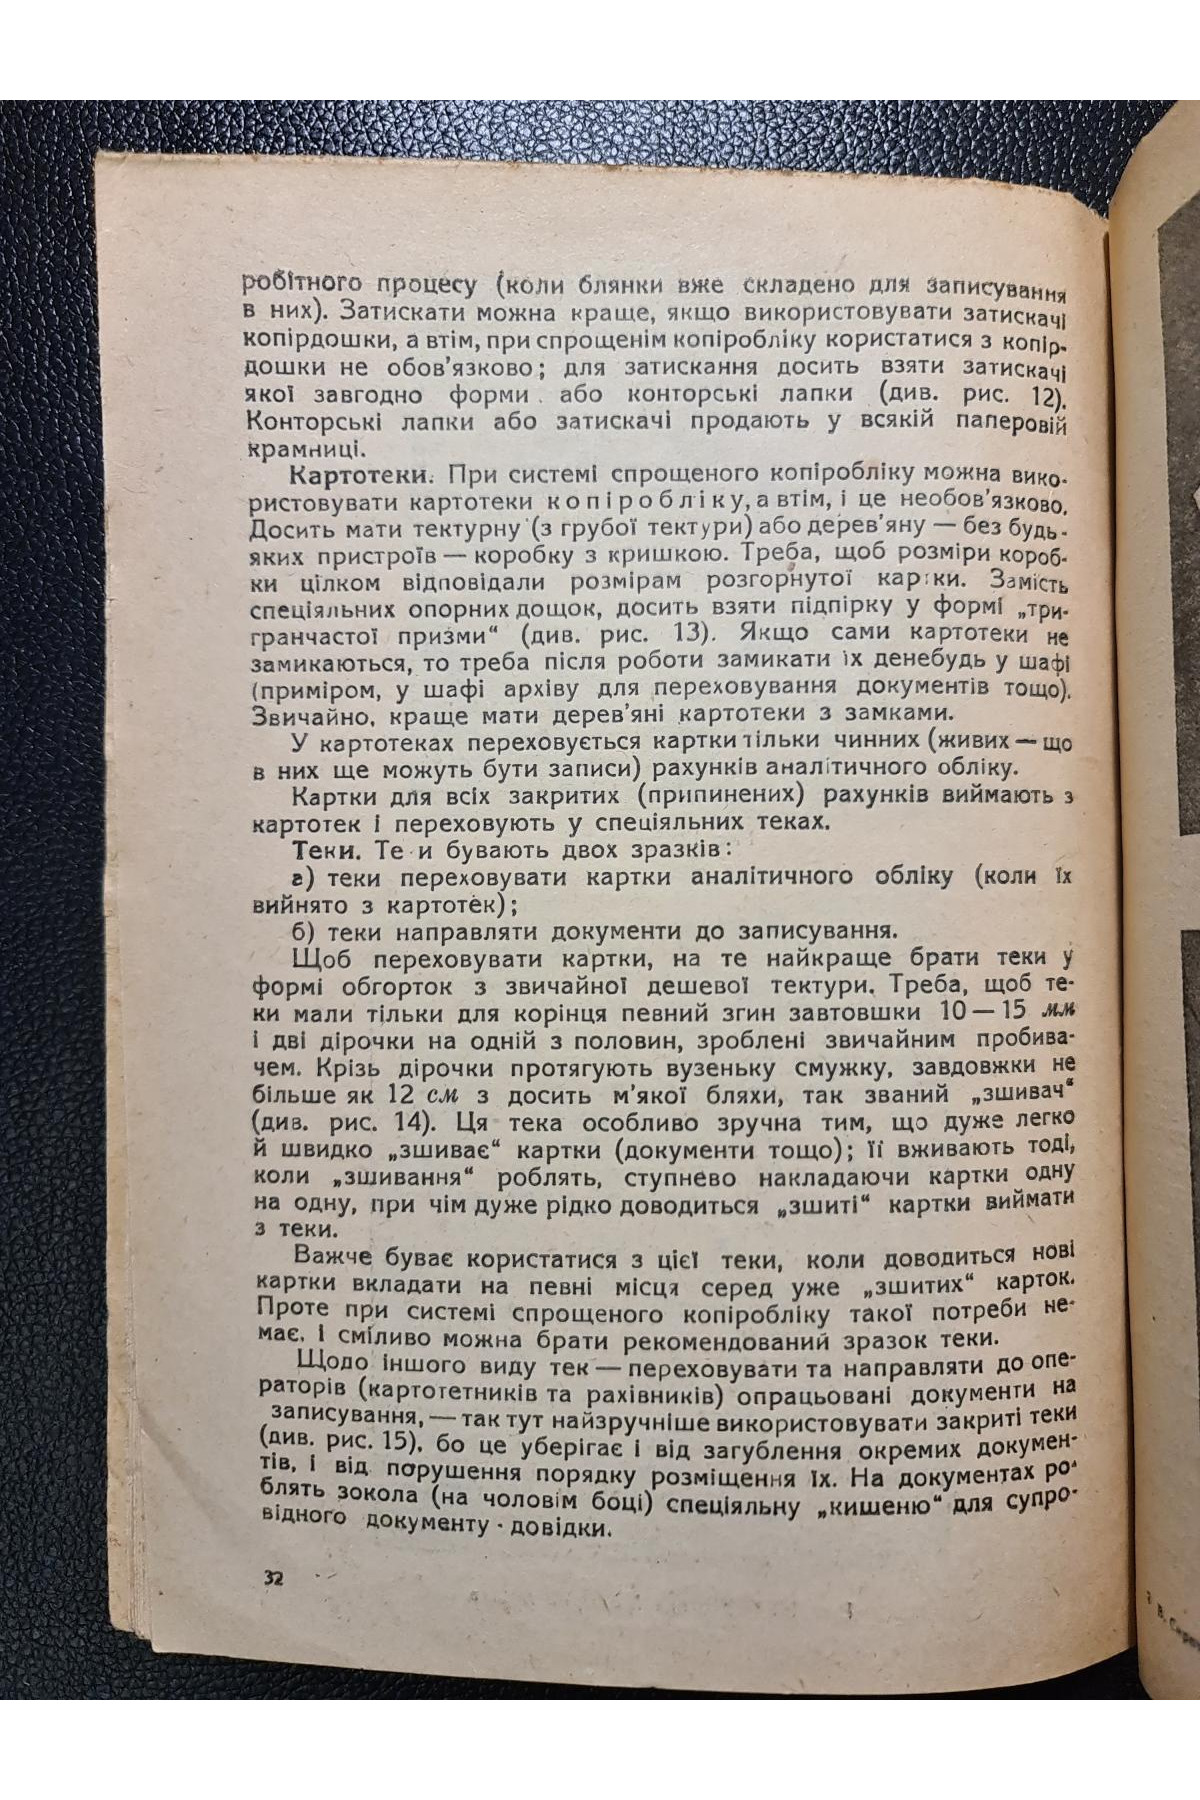 робітного процесу (коли блянки вже складено для записування
в них). Затискати можна краще, якщо використовувати затискачі
копірдошки, а втім, при спрощенім копіробліку користатися з копір-
дошки не обов'язково; для затискання досить взяти затискачі
якої завгодно форми або конторські лапки (див. рис. 12).
Конторські лапки або затискачі продають у всякій паперовій
крамниці.
Картотеки. При системі спрощеного копіробліку можна вико-
ристовувати картотеки копіробліку, а втім, і це необов'язково.
Досить мати тектурну (з грубої тектури) або дерев'яну — без будь-
яких пристроїв — коробку з кришкою. Треба, щоб розміри короб-
ки цілком відповідали розмірам розгорнутої картки. Замість
спеціяльних опорних дощок, досить взяти підпірку у формі „три-
гранчастої призми“ (див. рис. 13). Якщо сами картотеки не
замикаються, то треба після роботи замикати їх денебудь у шафі
(приміром, у шафі архіву для переховування документів тощо).
Звичайно, краще мати дерев'яні картотеки з замками.
У картотеках переховується картки тільки чинних (живих — що
в них ще можуть бути записи) рахунків аналітичного обліку.
Картки для всіх закритих (припинених) рахунків виймають з
картотек і переховують у спеціяльних теках.
Теки. Те и бувають двох зразків:
а) теки переховувати картки аналітичного обліку (коли їх
вийнято з картотек);
б) теки направляти документи до записування.
Щоб переховувати картки, на те найкраще брати теки у
формі обгорток з звичайної дешевої тектури. Треба, щоб те-
ки мали тільки для корінця певний згин завтовшки 10 — 15 мм
і дві дірочки на одній з половин, зроблені звичайним пробива-
чем. Крізь дірочки протягують вузеньку смужку, завдовжки не
більше як 12 см з досить м'якої бляхи, так званий „зшивач“
(див. рис. 14). Ця тека особливо зручна тим, що дуже легко
й швидко „зшиває“ картки (документи тощо); її вживають тоді,
коли „зшивання“ роблять, ступнево накладаючи картки одну
на одну, при чім дуже рідко доводиться „зшиті“ картки виймати
з теки.
Важче буває користатися з цієї теки, коли доводиться нові
картки вкладати на певні місця серед уже „зшитих“ карток.
Проте при системі спрощеного копіробліку такої потреби не-
має, і сміливо можна брати рекомендований зразок теки.
Щодо іншого виду тек — переховувати та направляти до опе-
раторів (картотетників та рахівників) опрацьовані документи на
записування, — так тут найзручніше використовувати закриті теки
(див. рис. 15), бо це уберігає і від загублення окремих докумен-
тів, і від порушення порядку розміщення їх. На документах ро-
блять зокола (на чоловім боці) спеціяльну „кишеню“ для супро-
відного документу-довідки.
32